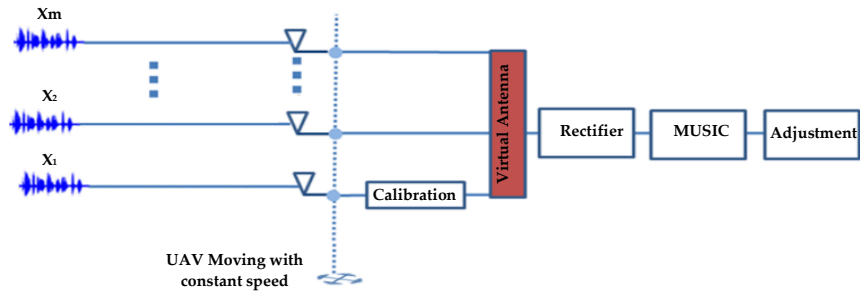 Xm
X2
X1
Calibration
Virtual Antenna
Rectifier
MUSIC
Adjustment
UAV Moving with
constant speed